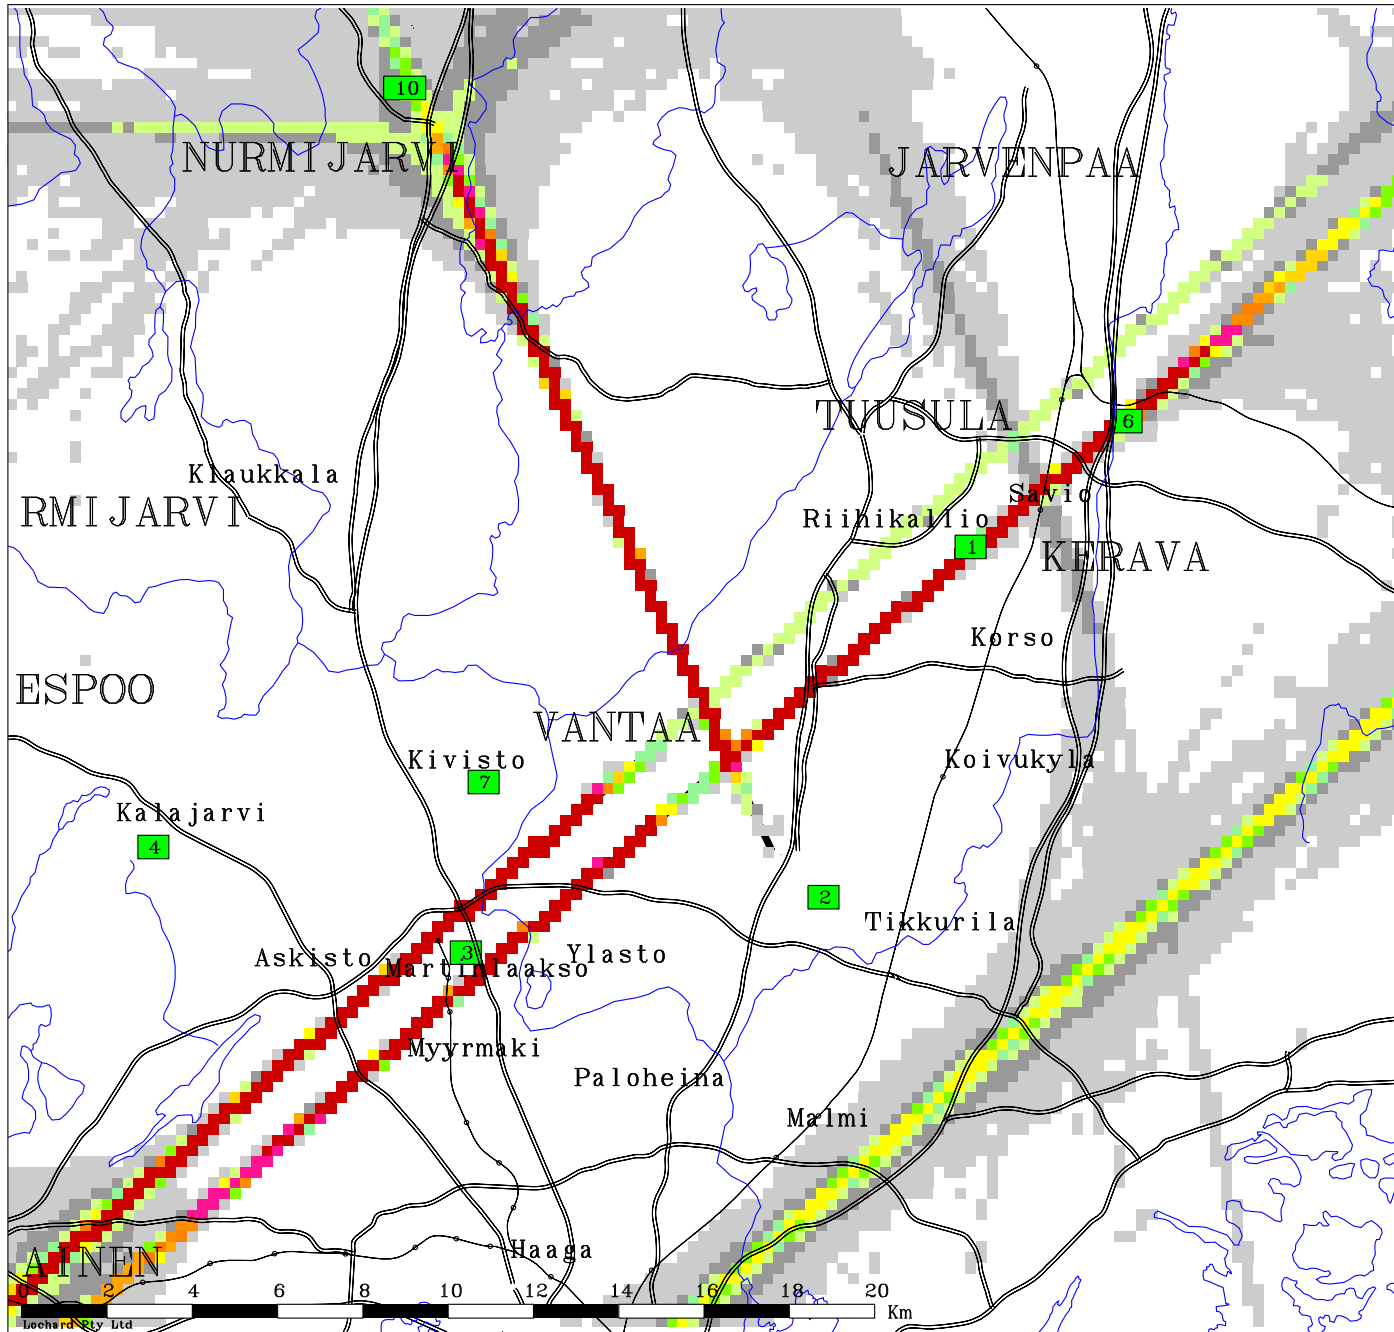 10
NURMIJARVI
JARVENPAA
TUUSULA
6
Klaukkala
Savio
RMIJARVI
Riihikallio
1
KERAVA
Korso
ESPOO
VANTAA
Kivisto
Koivukyla
7
Kalajarvi
4
2
Tikkurila
3
Ylasto
Askisto
Martinlaakso
Myyrmaki
Paloheina
Malmi
Haaga
AINEN
0 2 4 6 8 10 12 14 16 18 20
Km
Lochard Pty Ltd